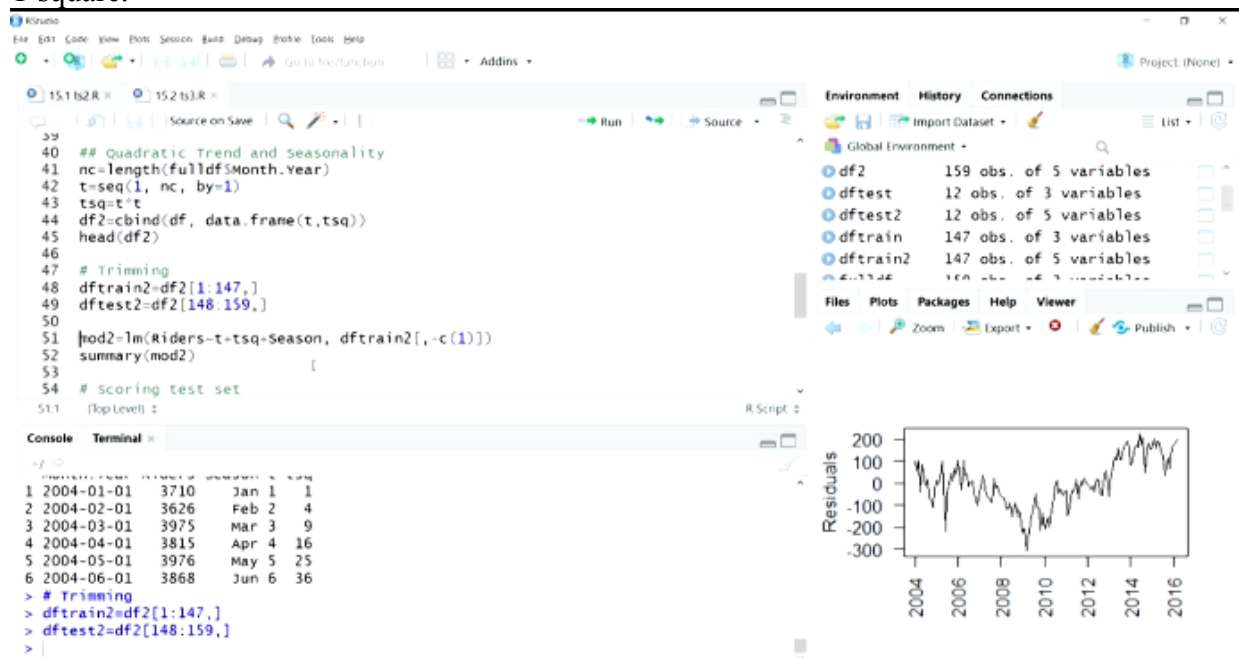 RStudio
File Edit Code View Plots Session Build Debug Profile Tools Help
Go to file/function Addins
Project: (None)
15.1 ts2.R × 15.2 ts3.R ×
Source on Save Run Source
39
40 ## Quadratic Trend and Seasonality
41 nc=length(fulldf$Month.Year)
42 t=seq(1, nc, by=1)
43 tsq=t*t
44 df2=cbind(df, data.frame(t,tsq))
45 head(df2)
46
47 # Trimming
48 dftrain2=df2[1:147,]
49 dftest2=df2[148:159,]
50
51 mod2=lm(Riders~t+tsq+Season, dftrain2[,-c(1)])
52 summary(mod2)
53
54 # Scoring test set
51:1 (Top Level) R Script
Console Terminal ×
~/
Month.Year Riders Season t tsq
1 2004-01-01 3710 Jan 1 1
2 2004-02-01 3626 Feb 2 4
3 2004-03-01 3975 Mar 3 9
4 2004-04-01 3815 Apr 4 16
5 2004-05-01 3976 May 5 25
6 2004-06-01 3868 Jun 6 36
> # Trimming
> dftrain2=df2[1:147,]
> dftest2=df2[148:159,]
>
Environment History Connections
Import Dataset List
Global Environment
df2 159 obs. of 5 variables
dftest 12 obs. of 3 variables
dftest2 12 obs. of 5 variables
dftrain 147 obs. of 3 variables
dftrain2 147 obs. of 5 variables
fulldf 159 obs. of 3 variables
Files Plots Packages Help Viewer
Zoom Export Publish
Residuals
200
100
0
-100
-200
-300
2004 2006 2008 2010 2012 2014 2016